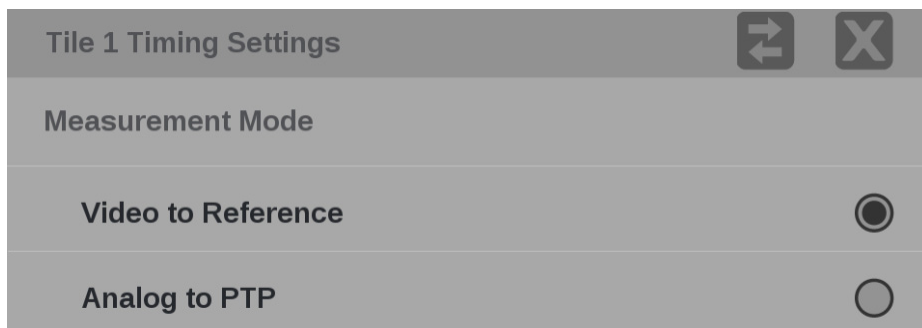 Tile 1 Timing Settings
X
Measurement Mode
Video to Reference
Analog to PTP